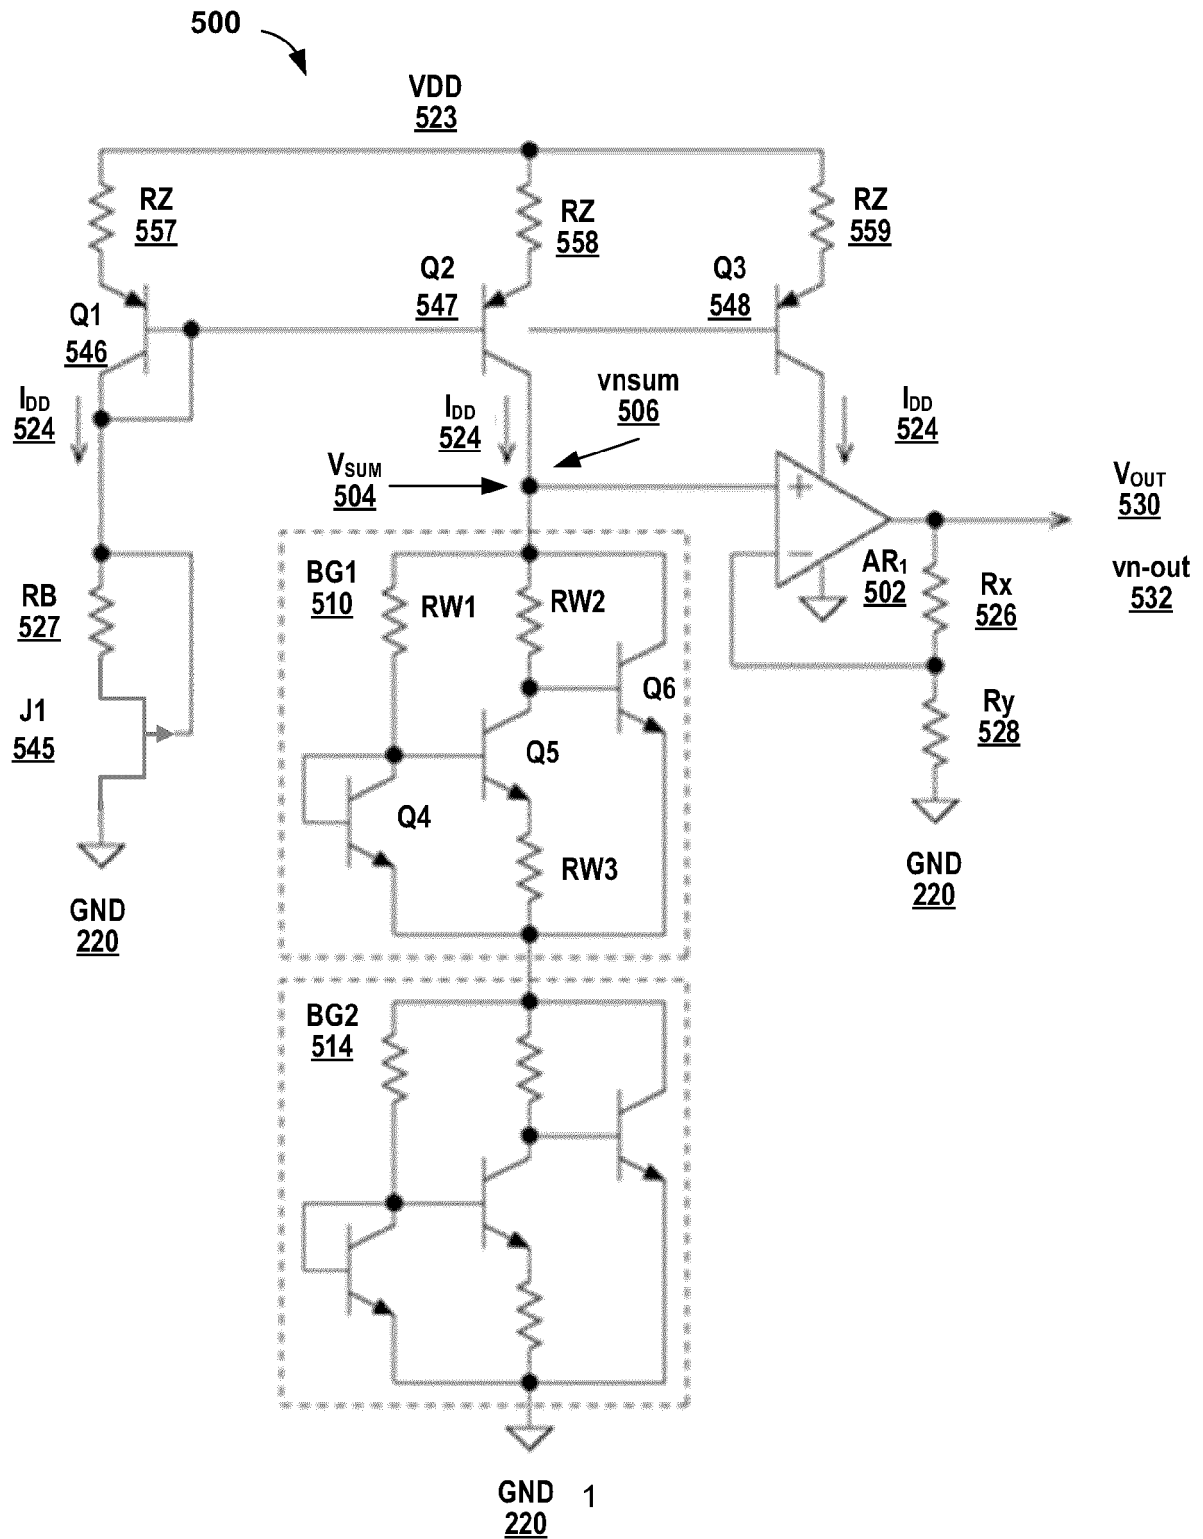 500
VDD
523
RZ
557
RZ
558
RZ
559
Q1
546
Q2
547
Q3
548
IDD
524
IDD
524
vnsum
506
IDD
524
VSUM
504
+
−
AR1
502
VOUT
530
vn-out
532
Rx
526
Ry
528
GND
220
RB
527
J1
545
GND
220
BG1
510
RW1
RW2
Q6
Q5
Q4
RW3
BG2
514
GND 1
220